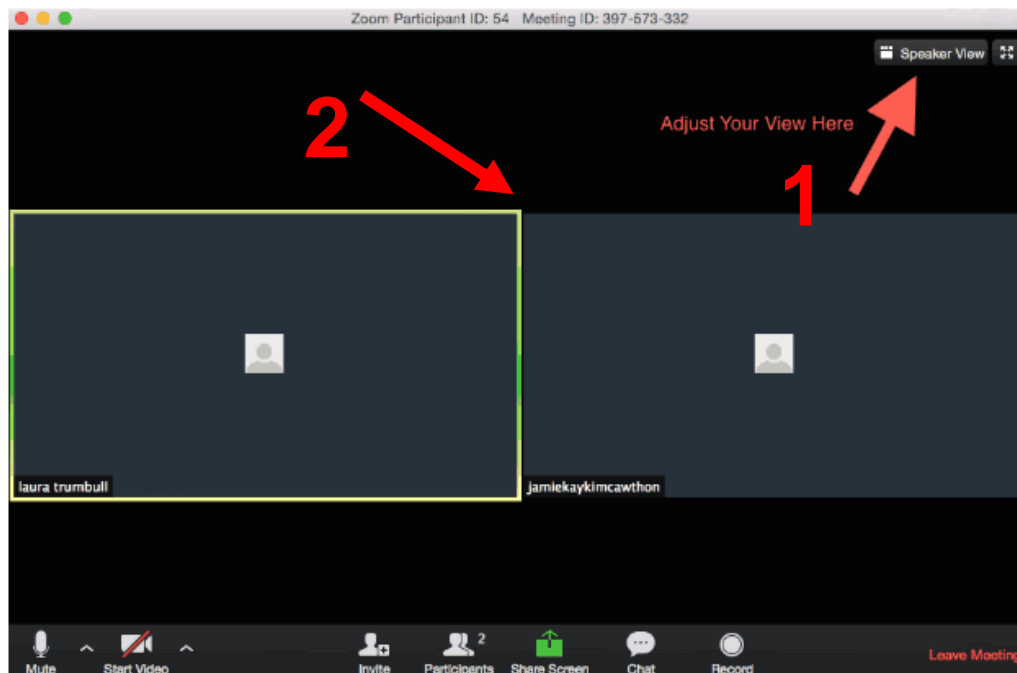 Zoom Participant ID: 54 Meeting ID: 397-573-332
Speaker View
2
Adjust Your View Here
1
laura trumbull
jamiekaykimcawthon
2
Mute
Start Video
Invite
Participants
Share Screen
Chat
Record
Leave Meeting